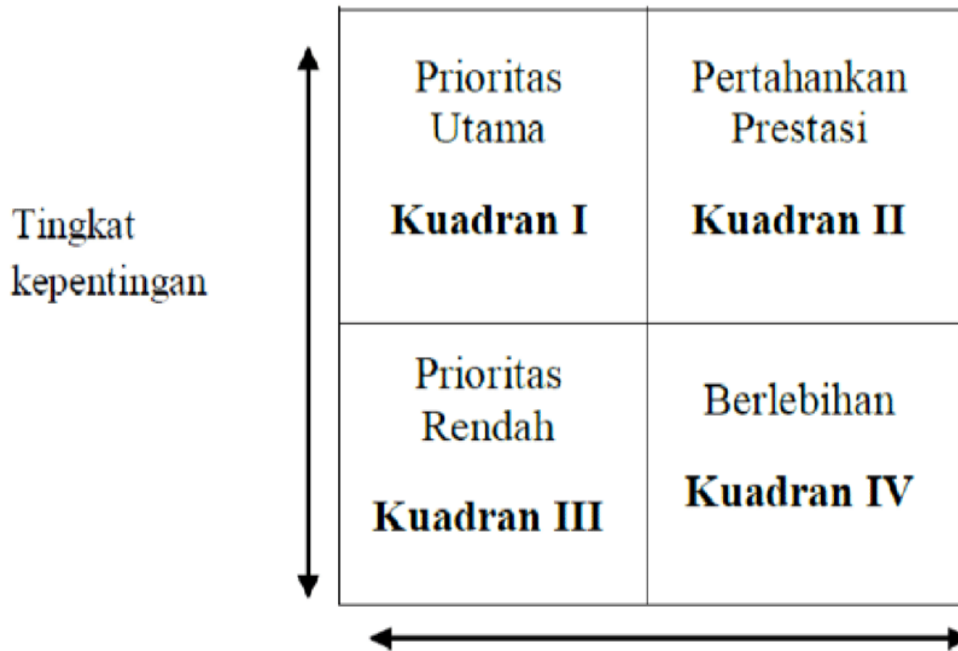 Tingkat
kepentingan
Prioritas
Utama
Kuadran I
Pertahankan
Prestasi
Kuadran II
Prioritas
Rendah
Kuadran III
Berlebihan
Kuadran IV